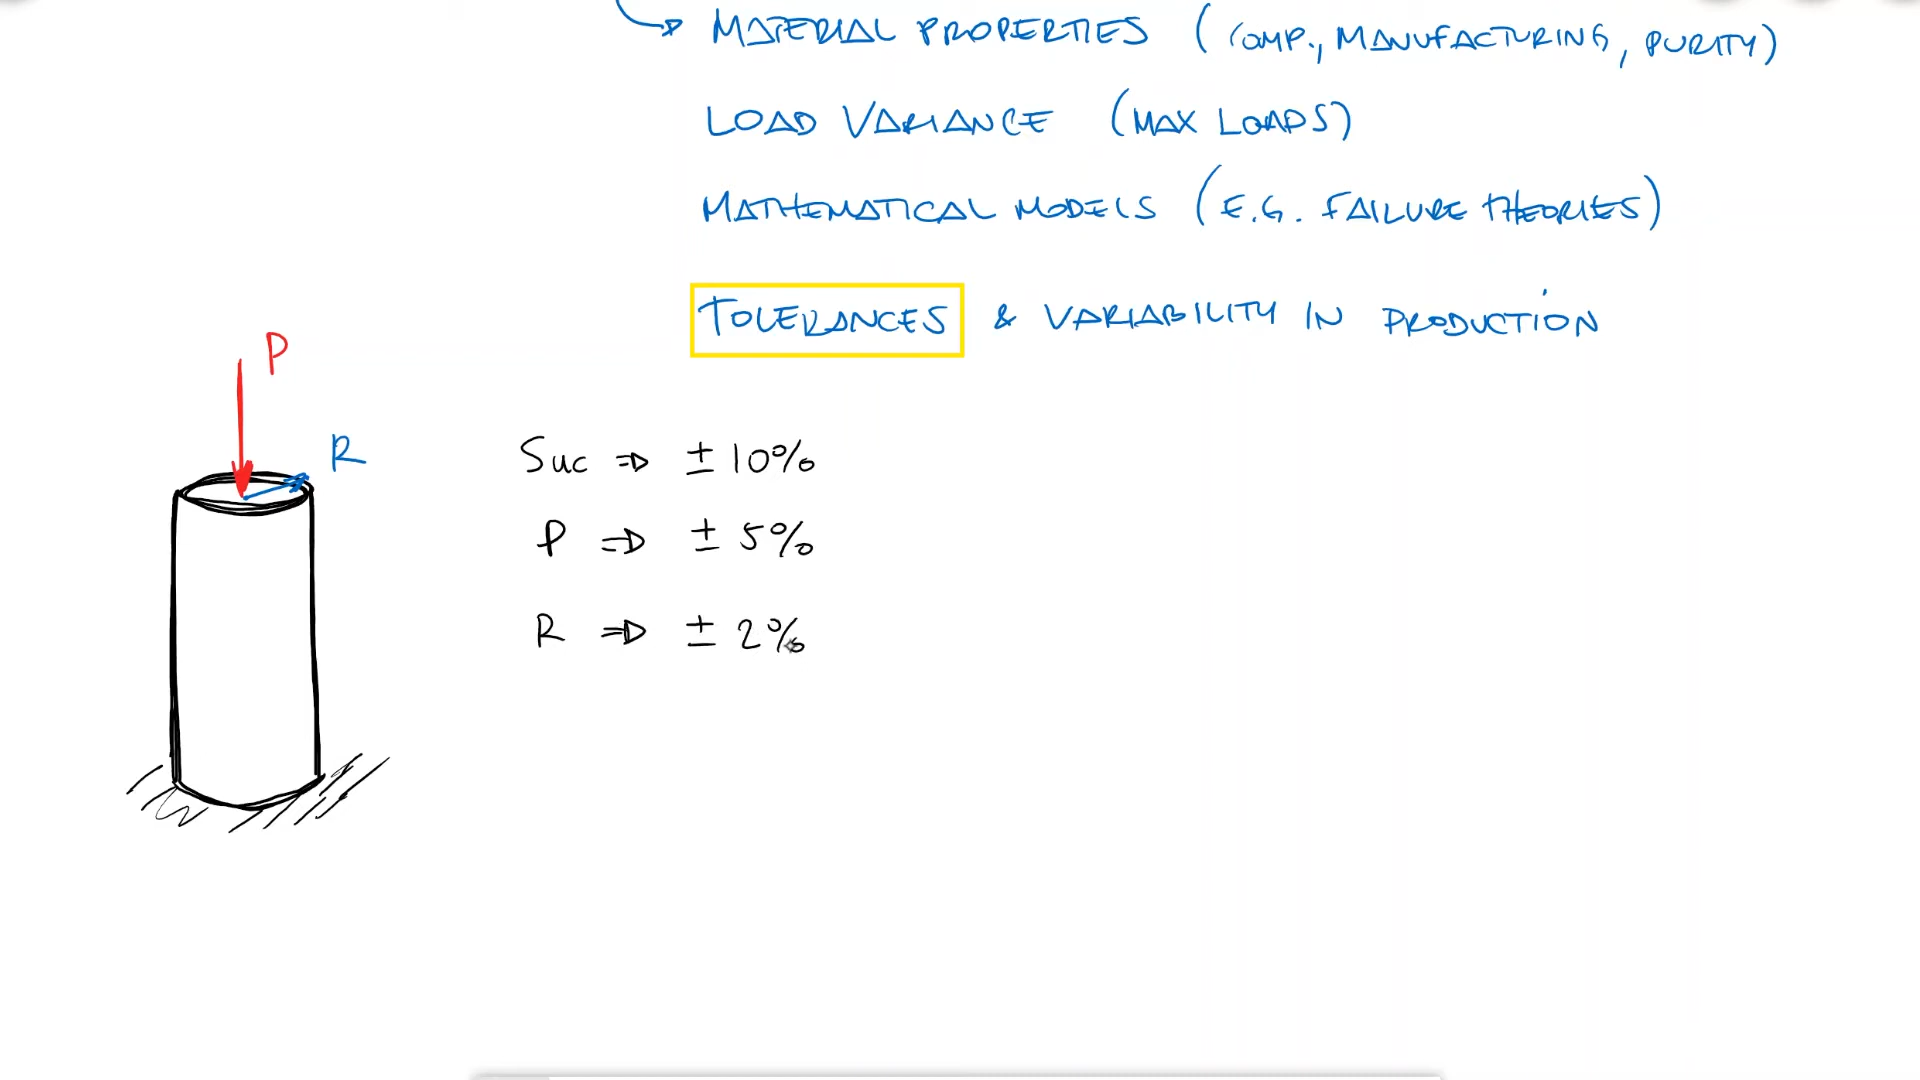 MATERIAL PROPERTIES (COMP., MANUFACTURING, PURITY)
LOAD VARIANCE (MAX LOADS)
MATHEMATICAL MODELS (E.G. FAILURE THEORIES)
TOLERANCES & VARIABILITY IN PRODUCTION
P
R
Suc ⇒ ± 10%
P ⇒ ± 5%
R ⇒ ± 2%